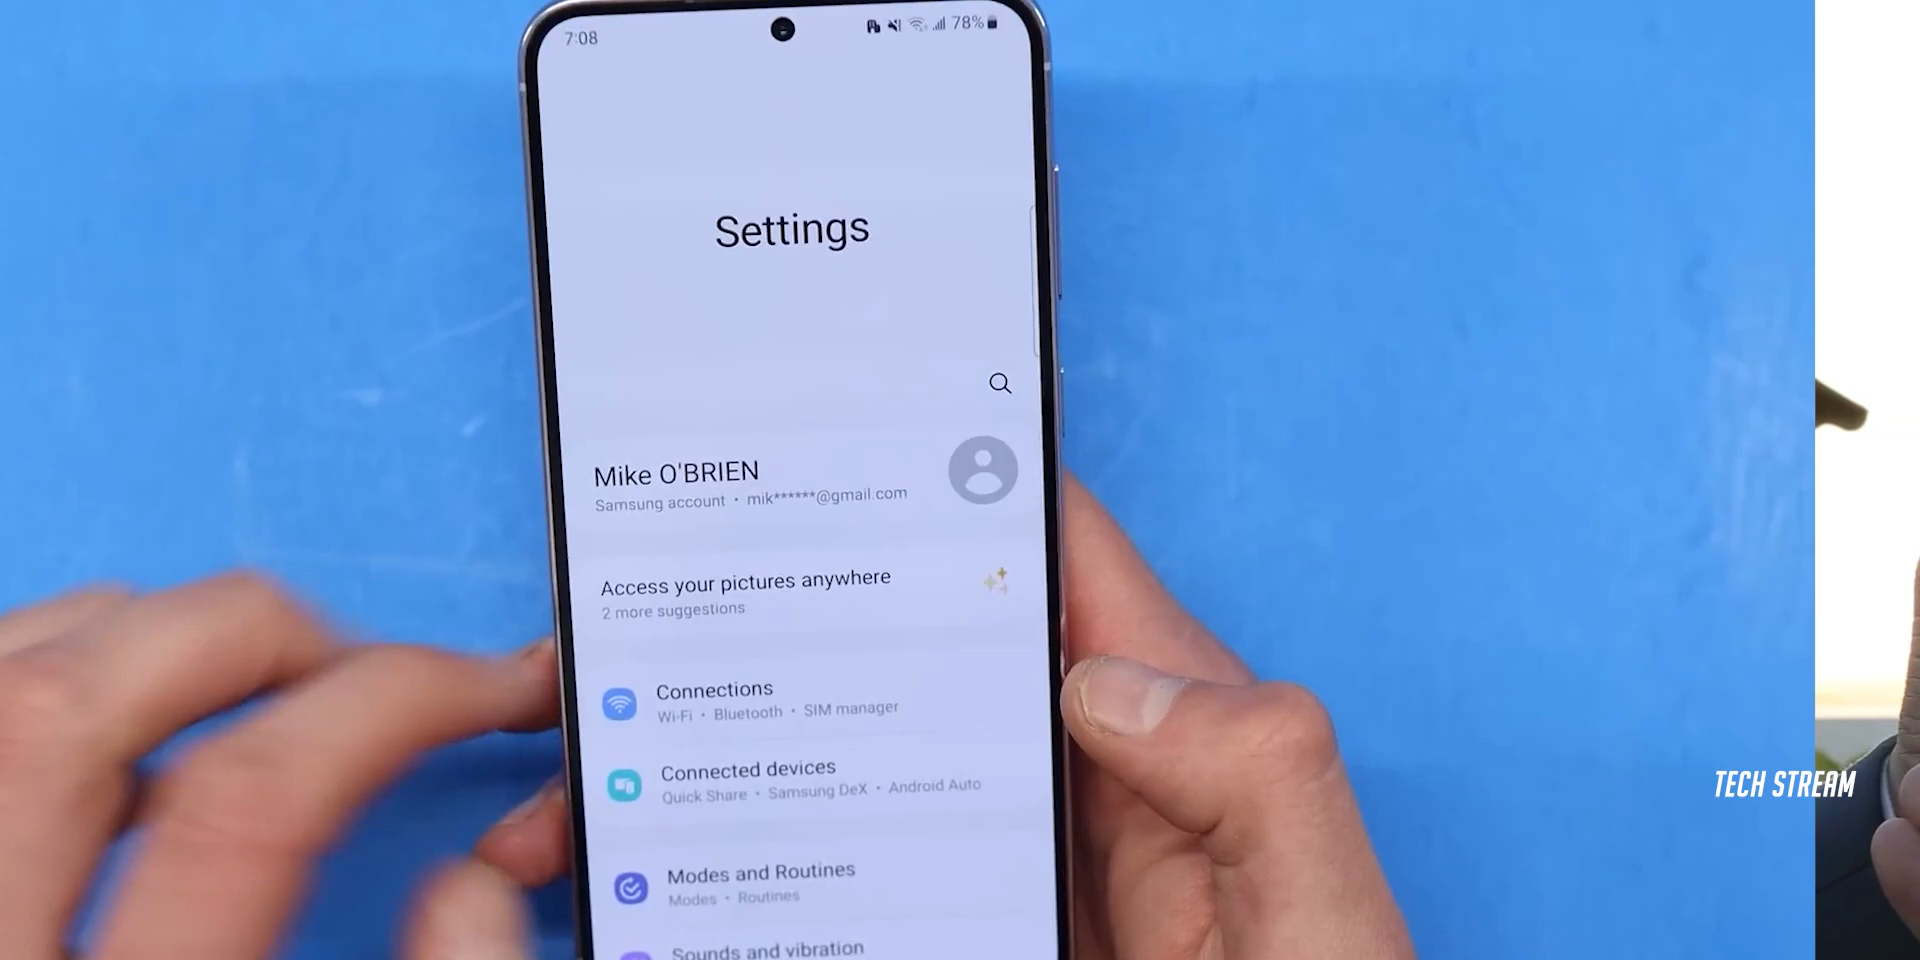 7:08
78%
Settings
Mike O'BRIEN
Samsung account • mik******@gmail.com
Access your pictures anywhere
2 more suggestions
Connections
Wi-Fi • Bluetooth • SIM manager
Connected devices
Quick Share • Samsung DeX • Android Auto
TECH STREAM
Modes and Routines
Modes • Routines
Sounds and vibration